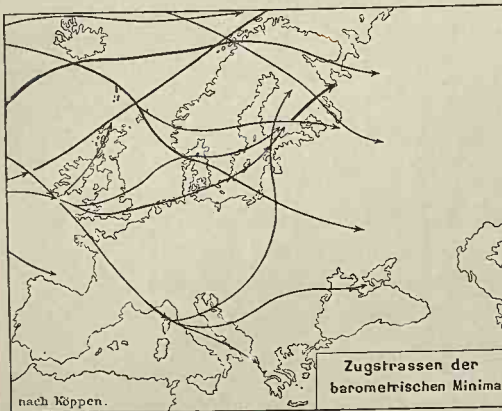 nach Köppen.
Zugstrassen der
barometrischen Minima